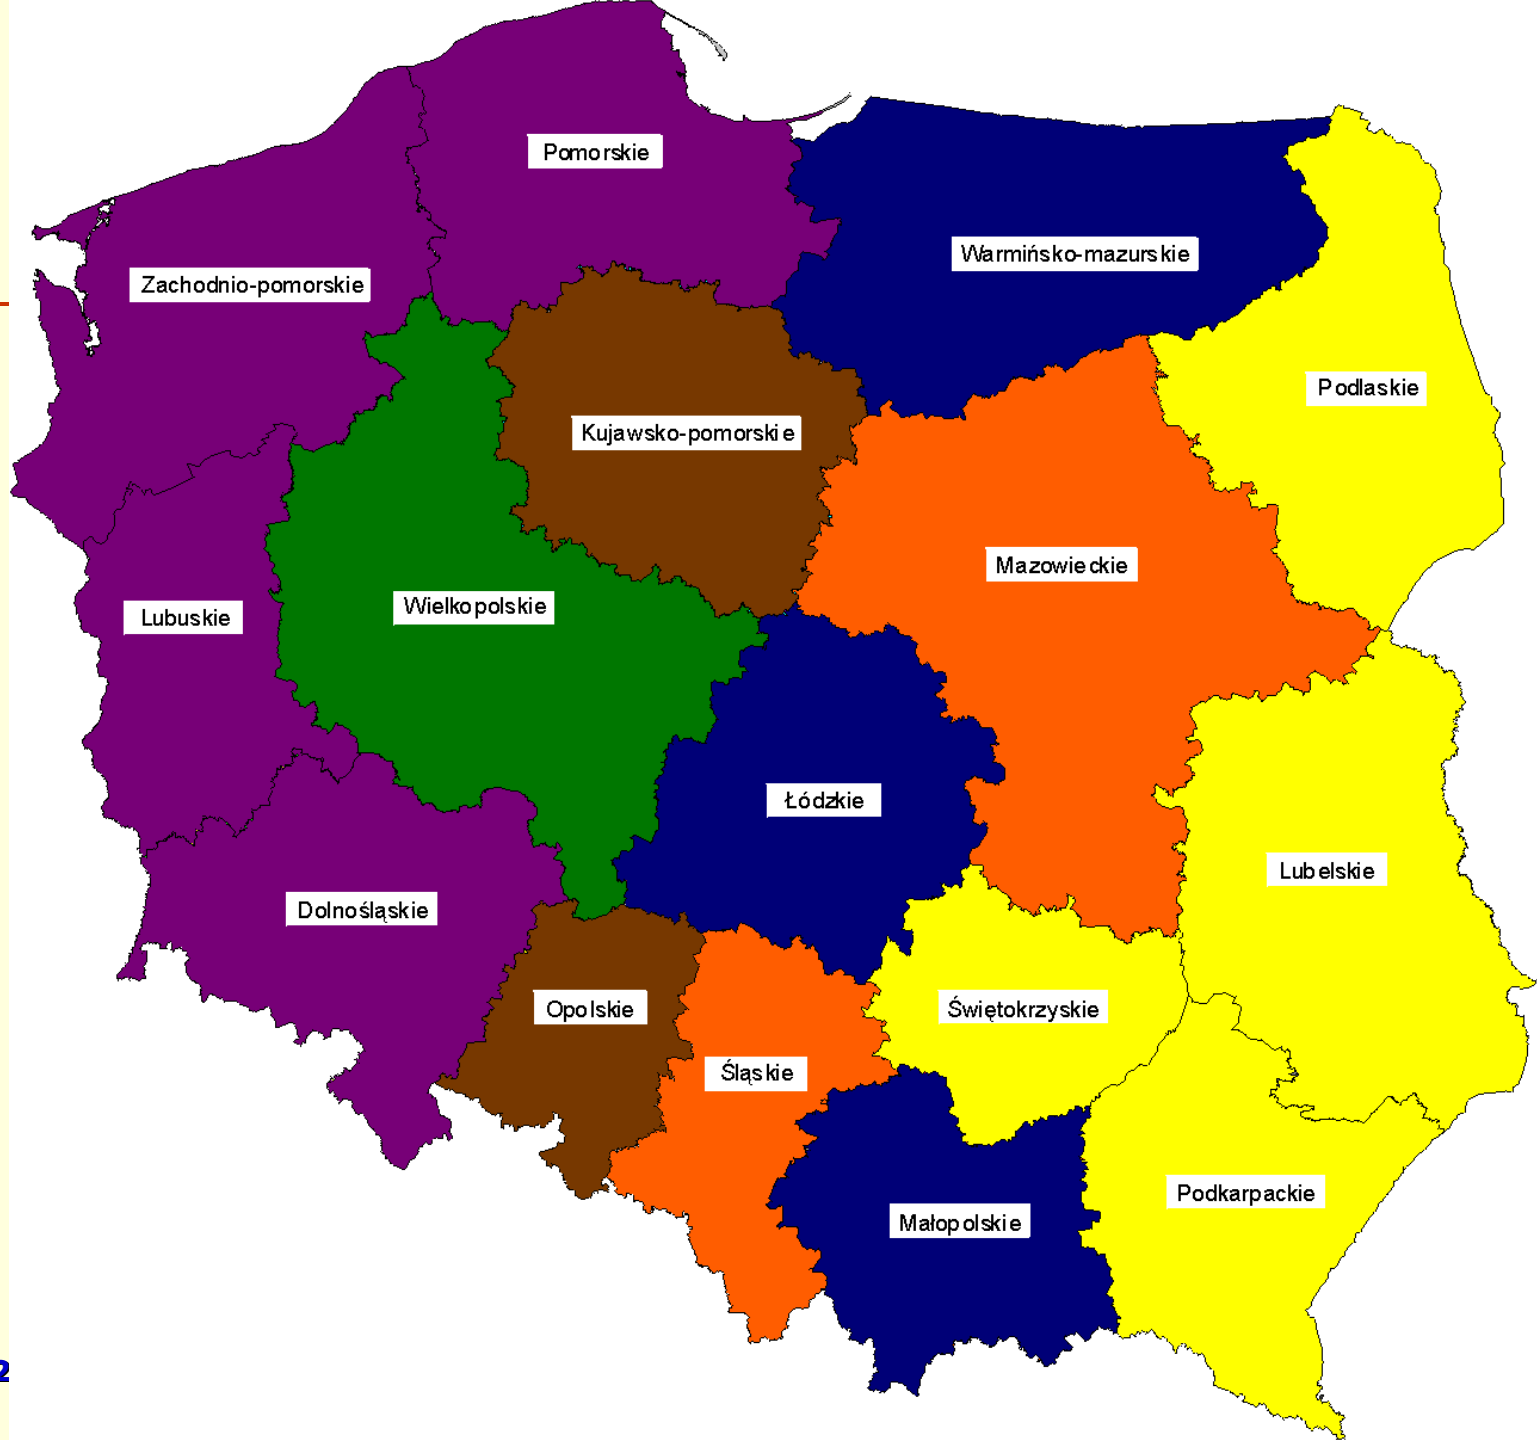 Pomorskie
Warmińsko-mazurskie
Zachodnio-pomorskie
Podlaskie
Kujawsko-pomorskie
Mazowieckie
Wielkopolskie
Lubuskie
Łódzkie
Lubelskie
Dolnośląskie
Opolskie
Świętokrzyskie
Śląskie
Podkarpackie
Małopolskie
2